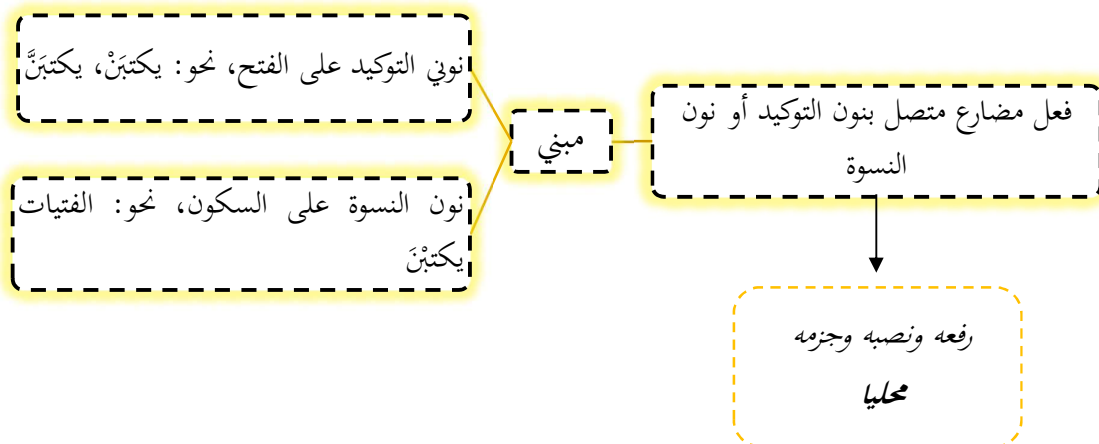 فعل مضارع متصل بنون التوكيد أو نون
النسوة
مبني
نوني التوكيد على الفتح، نحو: يكتبَنْ، يكتبَنَّ
نون النسوة على السكون، نحو: الفتيات
يكتبْنَ
رفعه ونصبه وجزمه
محليا